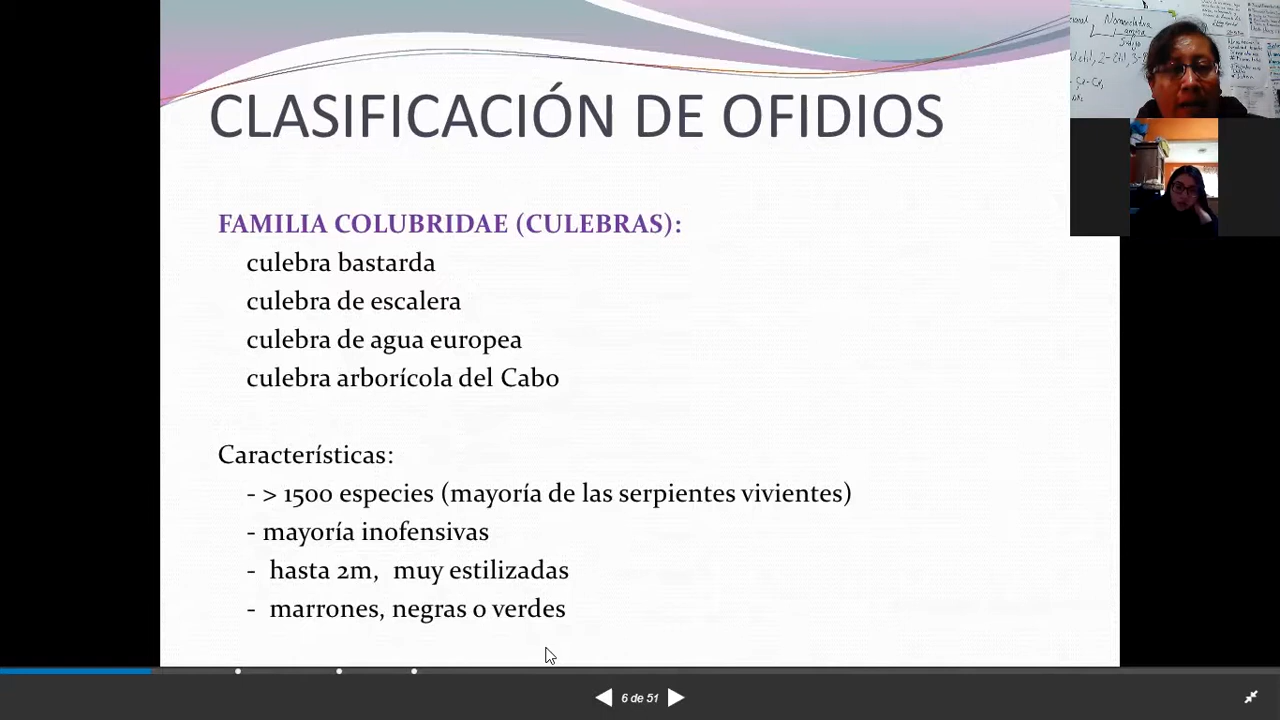 CLASIFICACIÓN DE OFIDIOS
FAMILIA COLUBRIDAE (CULEBRAS):
culebra bastarda
culebra de escalera
culebra de agua europea
culebra arborícola del Cabo
Características:
- > 1500 especies (mayoría de las serpientes vivientes)
- mayoría inofensivas
- hasta 2m, muy estilizadas
- marrones, negras o verdes
6 de 51